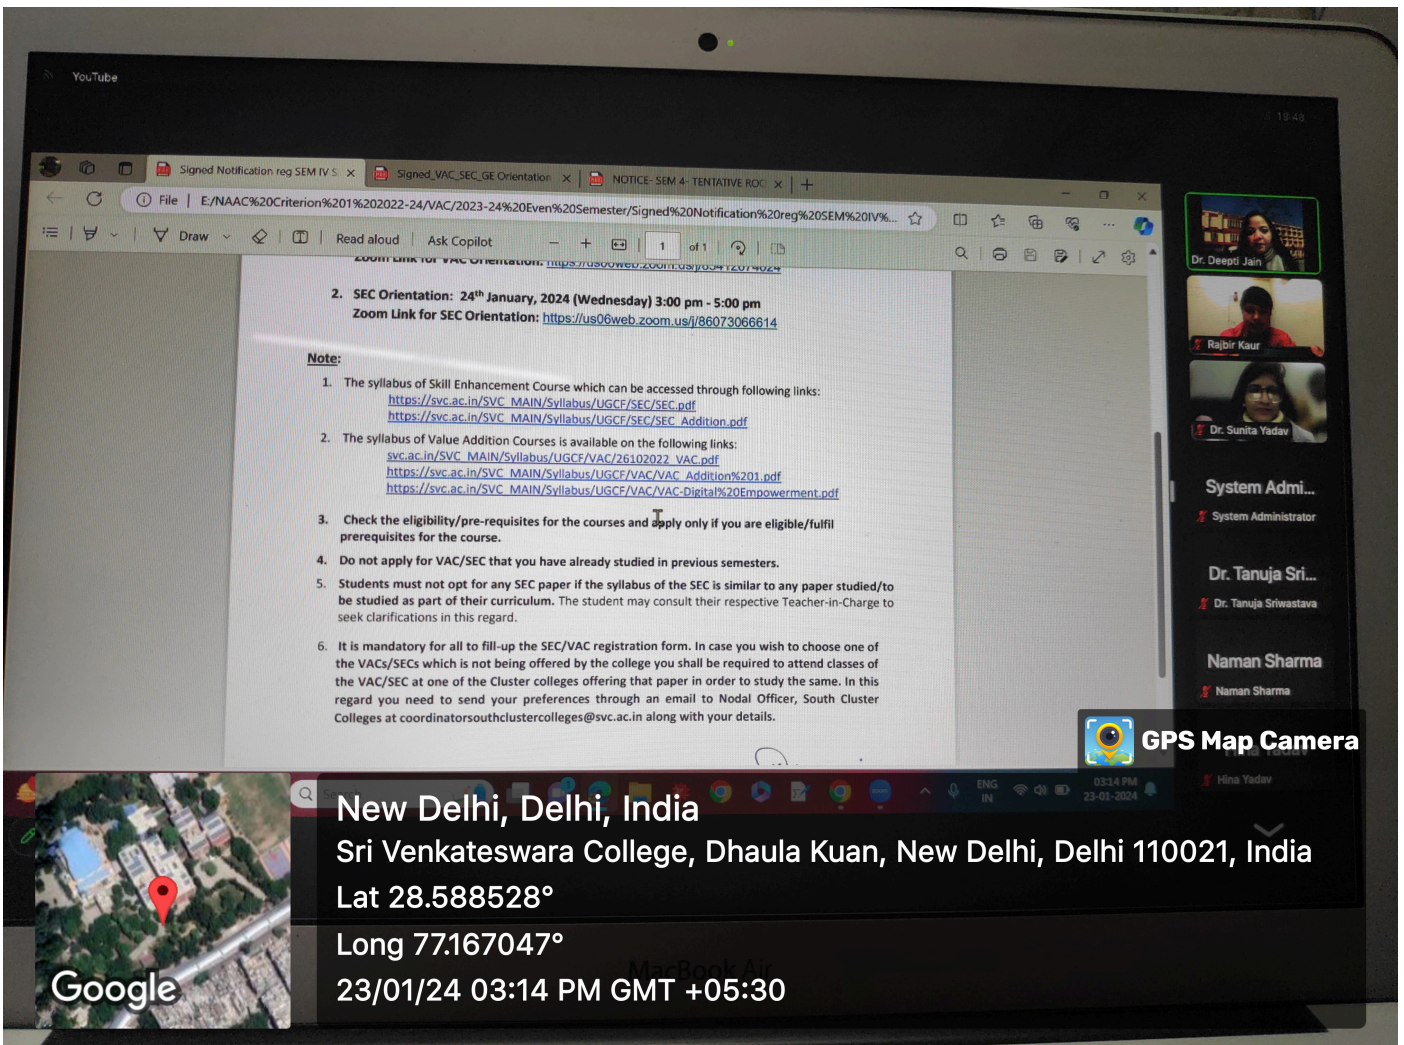 YouTube
18:48
Signed Notification reg SEM IV S
Signed_VAC_SEC_GE Orientation
NOTICE- SEM 4- TENTATIVE ROO
File
E:/NAAC%20Criterion%201%202022-24/VAC/2023-24%20Even%20Semester/Signed%20Notification%20reg%20SEM%20IV%...
Draw
Read aloud
Ask Copilot
1
of 1
Zoom Link for VAC Orientation:
2. SEC Orientation: 24th January, 2024 (Wednesday) 3:00 pm - 5:00 pm
Zoom Link for SEC Orientation: https://us06web.zoom.us/j/86073066614
Note:
1. The syllabus of Skill Enhancement Course which can be accessed through following links:
https://svc.ac.in/SVC_MAIN/Syllabus/UGCF/SEC/SEC.pdf
https://svc.ac.in/SVC_MAIN/Syllabus/UGCF/SEC/SEC_Addition.pdf
2. The syllabus of Value Addition Courses is available on the following links:
svc.ac.in/SVC_MAIN/Syllabus/UGCF/VAC/26102022_VAC.pdf
https://svc.ac.in/SVC_MAIN/Syllabus/UGCF/VAC/VAC_Addition%201.pdf
https://svc.ac.in/SVC_MAIN/Syllabus/UGCF/VAC/VAC-Digital%20Empowerment.pdf
3. Check the eligibility/pre-requisites for the courses and apply only if you are eligible/fulfil
prerequisites for the course.
4. Do not apply for VAC/SEC that you have already studied in previous semesters.
5. Students must not opt for any SEC paper if the syllabus of the SEC is similar to any paper studied/to
be studied as part of their curriculum. The student may consult their respective Teacher-in-Charge to
seek clarifications in this regard.
6. It is mandatory for all to fill-up the SEC/VAC registration form. In case you wish to choose one of
the VACs/SECs which is not being offered by the college you shall be required to attend classes of
the VAC/SEC at one of the Cluster colleges offering that paper in order to study the same. In this
regard you need to send your preferences through an email to Nodal Officer, South Cluster
Colleges at coordinatorsouthclustercolleges@svc.ac.in along with your details.
Dr. Deepti Jain
Rajbir Kaur
Dr. Sunita Yadav
System Admi...
System Administrator
Dr. Tanuja Sri...
Dr. Tanuja Sriwastava
Naman Sharma
Naman Sharma
Hina Yadav
GPS Map Camera
Search
zoom
ENG
IN
03:14 PM
23-01-2024
New Delhi, Delhi, India
Sri Venkateswara College, Dhaula Kuan, New Delhi, Delhi 110021, India
Lat 28.588528°
Long 77.167047°
23/01/24 03:14 PM GMT +05:30
Google
MacBook Air